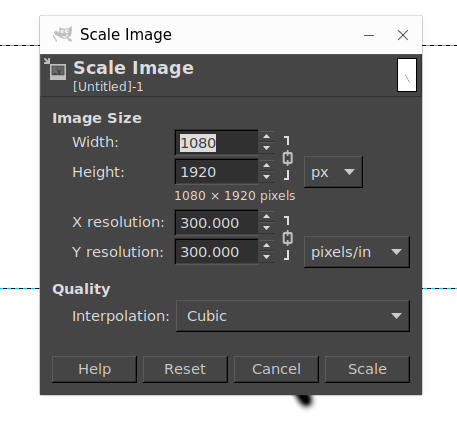 Scale Image
Scale Image
[Untitled]-1
Image Size
Width: 1080
Height: 1920 px
1080 × 1920 pixels
X resolution: 300.000
Y resolution: 300.000 pixels/in
Quality
Interpolation: Cubic
Help Reset Cancel Scale